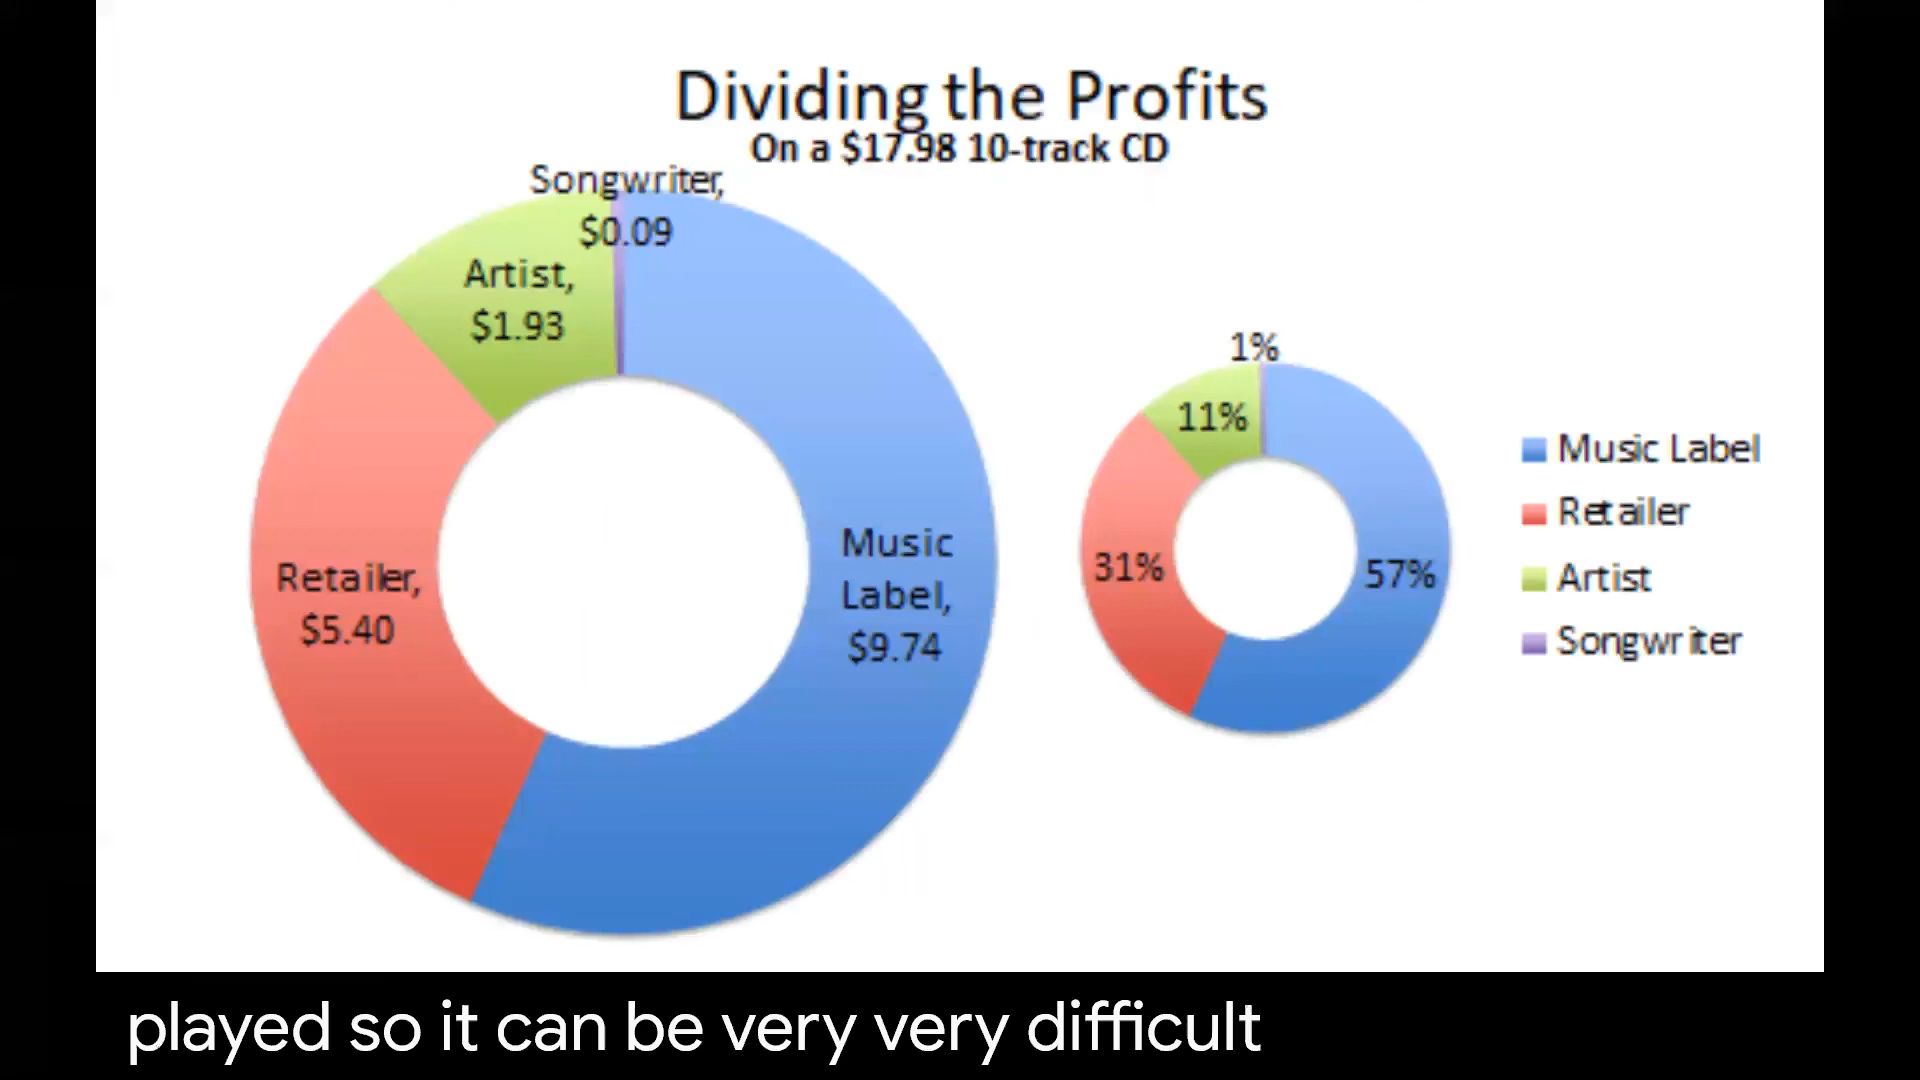 Dividing the Profits
On a $17.98 10-track CD
Songwriter,
$0.09
Artist,
$1.93
Retailer,
$5.40
Music
Label,
$9.74
1%
11%
31%
57%
Music Label
Retailer
Artist
Songwriter
played so it can be very very difficult